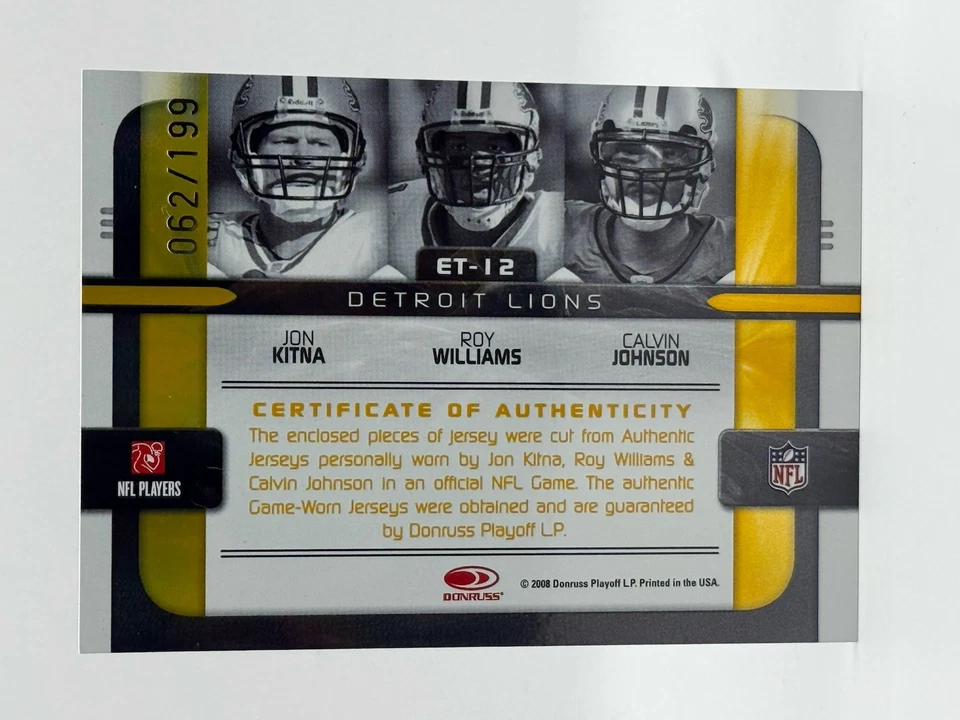 062/199
Riddell
Riddell
LIONS
ET-12
DETROIT LIONS
JON KITNA
ROY WILLIAMS
CALVIN JOHNSON
CERTIFICATE OF AUTHENTICITY
The enclosed pieces of Jersey were cut from Authentic
Jerseys personally worn by Jon Kitna, Roy Williams &
Calvin Johnson in an official NFL Game. The authentic
Game-Worn Jerseys were obtained and are guaranteed
by Donruss Playoff L.P.
NFL PLAYERS
NFL
DONRUSS
© 2008 Donruss Playoff L.P. Printed in the USA.